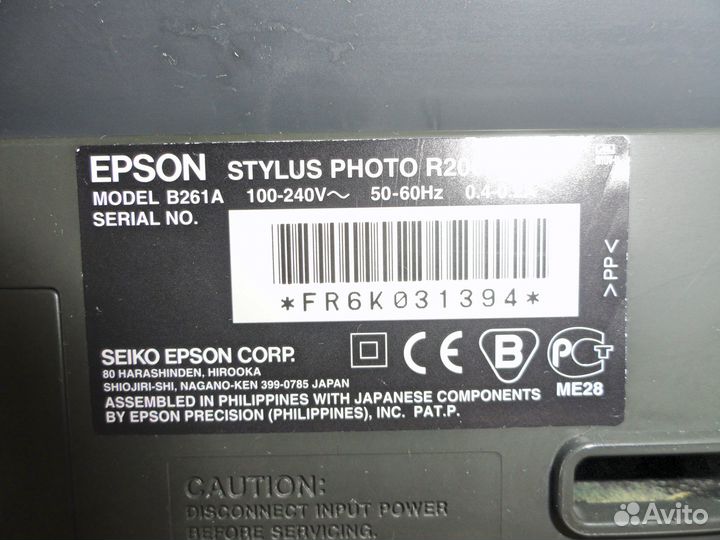 EPSON STYLUS PHOTO
MODEL B261A 100-240V～ 50-60Hz
SERIAL NO.
*FR6K031394*
>PP<
SEIKO EPSON CORP.
80 HARASHINDEN, HIROOKA
SHIOJIRI-SHI, NAGANO-KEN 399-0785 JAPAN
ASSEMBLED IN PHILIPPINES WITH JAPANESE COMPONENTS
BY EPSON PRECISION (PHILIPPINES), INC. PAT.P.
CE B PCT
ME28
CAUTION:
DISCONNECT INPUT POWER
BEFORE SERVICING.
Avito